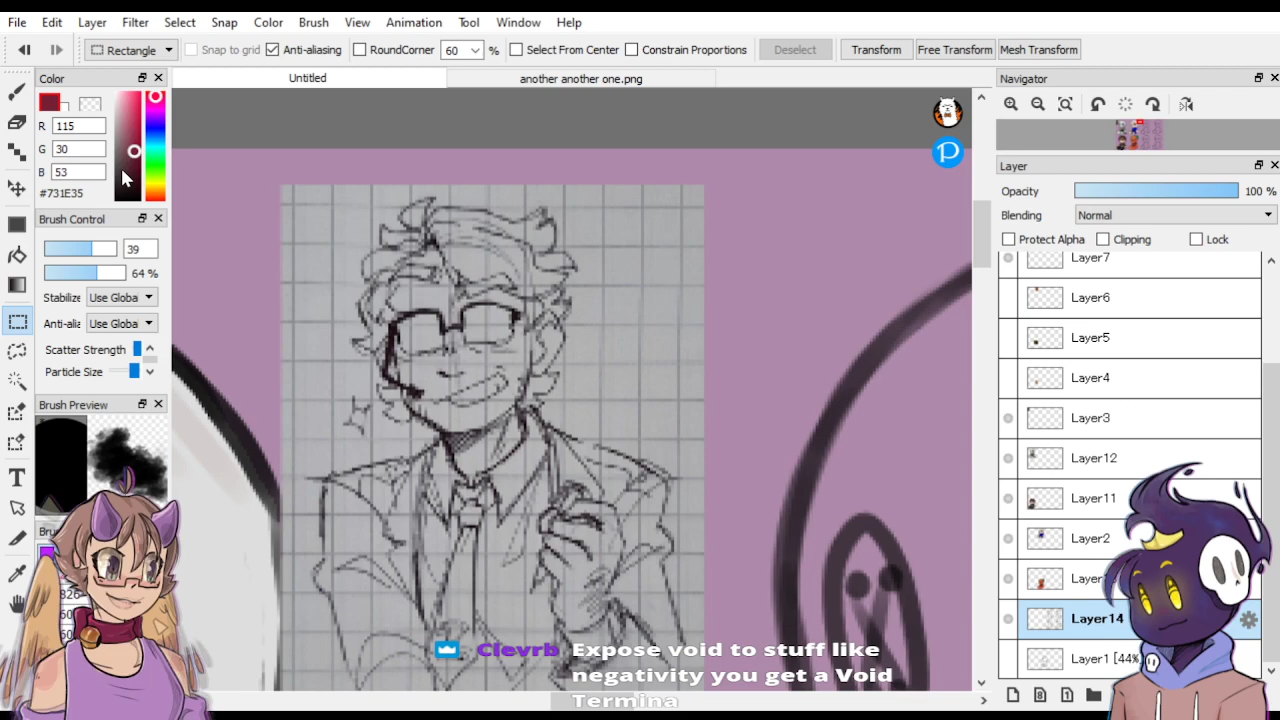 File Edit Layer Filter Select Snap Color Brush View Animation Tool Window Help
Rectangle Snap to grid Anti-aliasing RoundCorner 60 % Select From Center Constrain Proportions Deselect Transform Free Transform Mesh Transform
Color
Untitled
another another one.png
Navigator
R 115
G 30
B 53
#731E35
P
Layer
Opacity 100 %
Blending Normal
Protect Alpha Clipping Lock
Brush Control
39
64 %
Stabilize Use Globa
Anti-alia Use Globa
Scatter Strength
Particle Size
Brush Preview
Layer7
Layer6
Layer5
Layer4
Layer3
Layer12
Layer11
Layer2
Layer14
Layer1 [44%
T
Clevrb Expose void to stuff like
negativity you get a Void
Termina